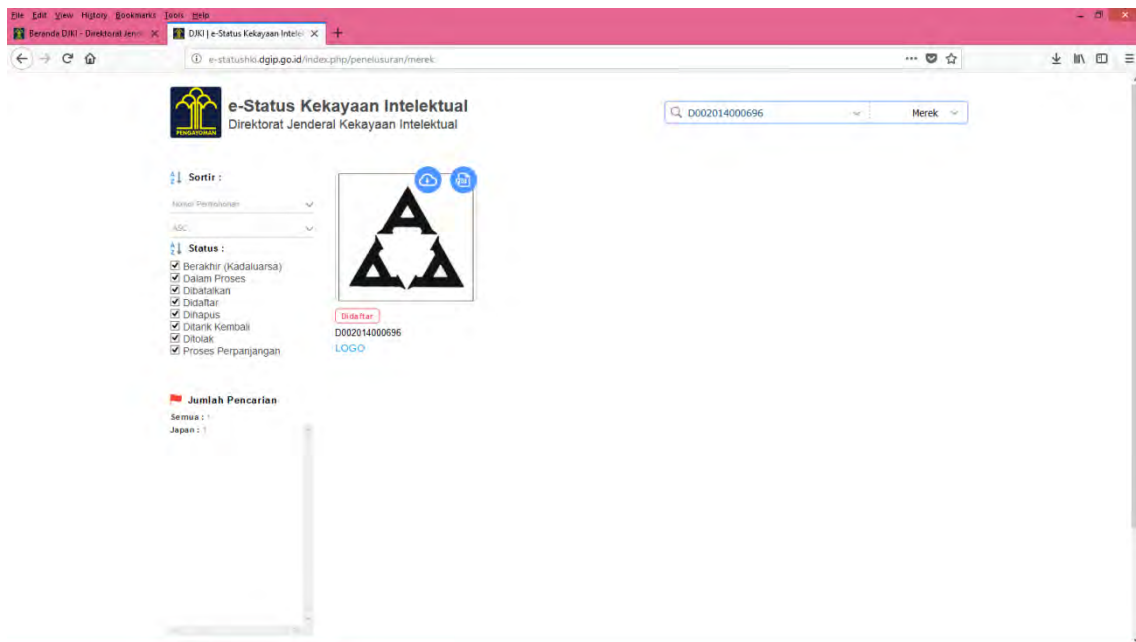 File Edit View History Bookmarks Tools Help
Beranda DJKI - Direktorat Jend
DJKI | e-Status Kekayaan Intele
e-statushki.dgip.go.id/index.php/penelusuran/merek
PENGAYOMAN
e-Status Kekayaan Intelektual
Direktorat Jenderal Kekayaan Intelektual
D002014000696
Merek
Sortir :
Nomor Permohonan
ASC
Status :
Berakhir (Kadaluarsa)
Dalam Proses
Dibatalkan
Didaftar
Dihapus
Ditarik Kembali
Ditolak
Proses Perpanjangan
Didaftar
D002014000696
LOGO
Jumlah Pencarian
Semua : 1
Japan : 1